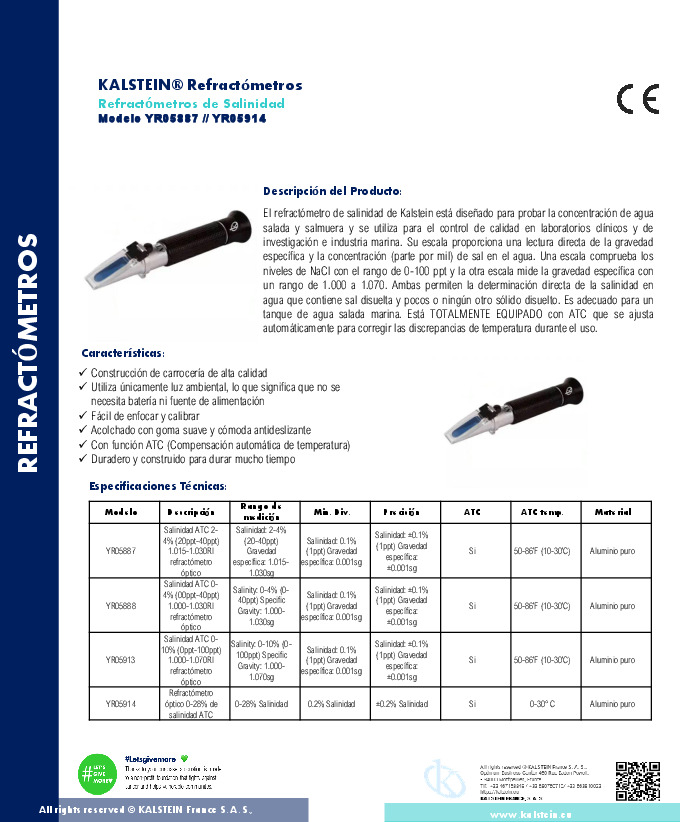 KALSTEIN® Refractómetros
Refractómetros de Salinidad
Modelo YR05887 // YR05914
CE
REFRACTÓMETROS
Descripción del Producto:
El refractómetro de salinidad de Kalstein está diseñado para probar la concentración de agua
salada y salmuera y se utiliza para el control de calidad en laboratorios clínicos y de
investigación e industria marina. Su escala proporciona una lectura directa de la gravedad
específica y la concentración (parte por mil) de sal en el agua. Una escala comprueba los
niveles de NaCl con el rango de 0-100 ppt y la otra escala mide la gravedad específica con
un rango de 1.000 a 1.070. Ambas permiten la determinación directa de la salinidad en
agua que contiene sal disuelta y pocos o ningún otro sólido disuelto. Es adecuado para un
tanque de agua salada marina. Está TOTALMENTE EQUIPADO con ATC que se ajusta
automáticamente para corregir las discrepancias de temperatura durante el uso.
Características:
✓ Construcción de carrocería de alta calidad
✓ Utiliza únicamente luz ambiental, lo que significa que no se
necesita batería ni fuente de alimentación
✓ Fácil de enfocar y calibrar
✓ Acolchado con goma suave y cómoda antideslizante
✓ Con función ATC (Compensación automática de temperatura)
✓ Duradero y construido para durar mucho tiempo
Especificaciones Técnicas:
Modelo Descripción Rango de medición Min. Div. Precisión ATC ATC temp. Material
YR05887
Salinidad ATC 2-
4% (20ppt-40ppt)
1.015-1.030RI
refractómetro
óptico
Salinidad: 2-4%
(20-40ppt)
Gravedad
específica: 1.015-
1.030sg
Salinidad: 0.1%
(1ppt) Gravedad
específica: 0.001sg
Salinidad: ±0.1%
(1ppt) Gravedad
específica:
±0.001sg
Si
50-86°F (10-30°C)
Aluminio puro
YR05888
Salinidad ATC 0-
4% (00ppt-40ppt)
1.000-1.030RI
refractómetro
óptico
Salinity: 0-4% (0-
40ppt) Specific
Gravity: 1.000-
1.030sg
Salinidad: 0.1%
(1ppt) Gravedad
específica: 0.001sg
Salinidad: ±0.1%
(1ppt) Gravedad
específica:
±0.001sg
Si
50-86°F (10-30°C)
Aluminio puro
YR05913
Salinidad ATC 0-
10% (0ppt-100ppt)
1.000-1.070RI
refractómetro
óptico
Salinity: 0-10% (0-
100ppt) Specific
Gravity: 1.000-
1.070sg
Salinidad: 0.1%
(1ppt) Gravedad
específica: 0.001sg
Salinidad: ±0.1%
(1ppt) Gravedad
específica:
±0.001sg
Si
50-86°F (10-30°C)
Aluminio puro
YR05914
Refractómetro
óptico 0-28% de
salinidad ATC
0-28% Salinidad
0.2% Salinidad
±0.2% Salinidad
Si
0-30° C
Aluminio puro
# LET'S
GIVE
MORE
#Letsgivemore
All rights reserved ® KALSTEIN France S. A. S.,
KALSTEIN FRANCE, S. A. S
All rights reserved © KALSTEIN France S. A. S.,
www.kalstein.eu